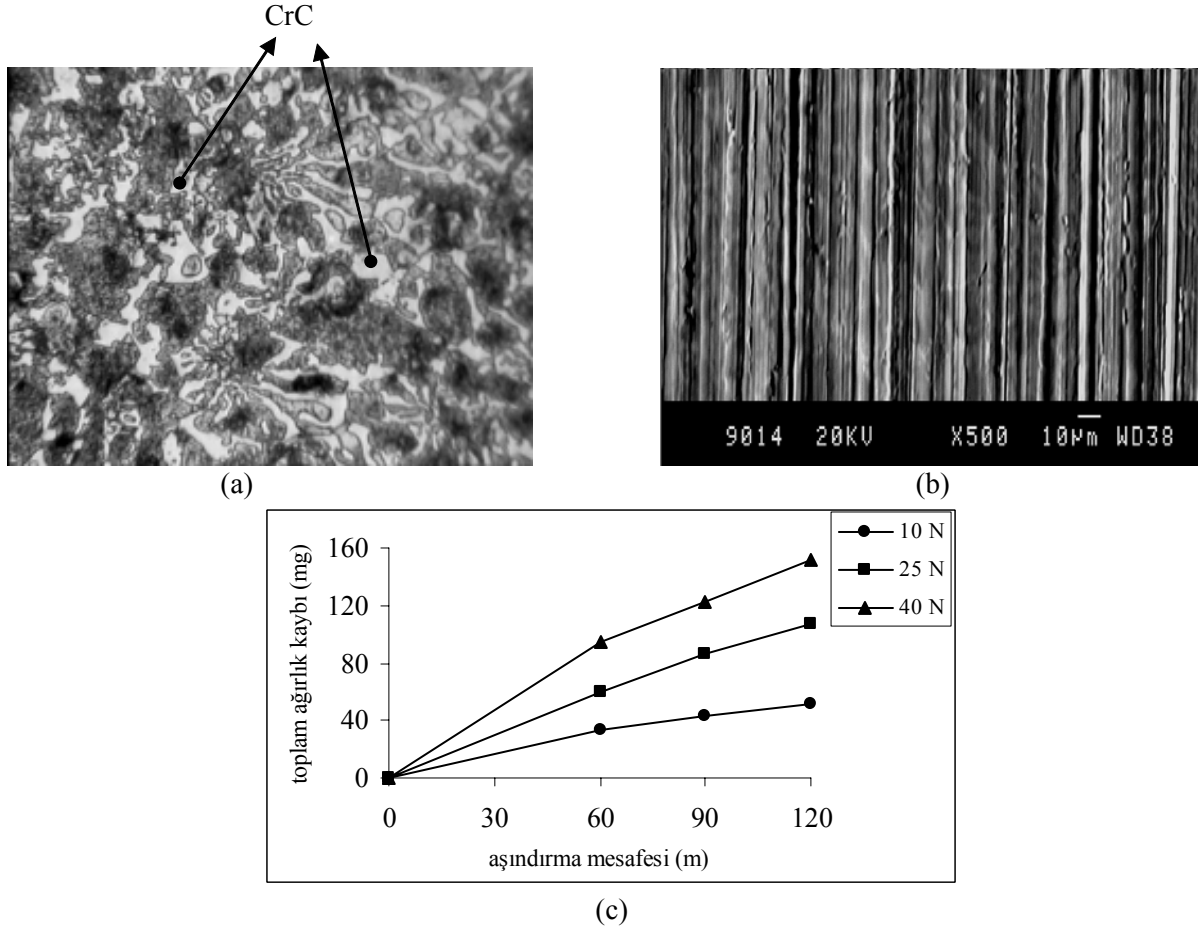 CrC
9014 20KV X500 10µm WD38
(a)
(b)
10 N
25 N
40 N
toplam ağırlık kaybı (mg)
160
120
80
40
0
0 30 60 90 120
aşındırma mesafesi (m)
(c)